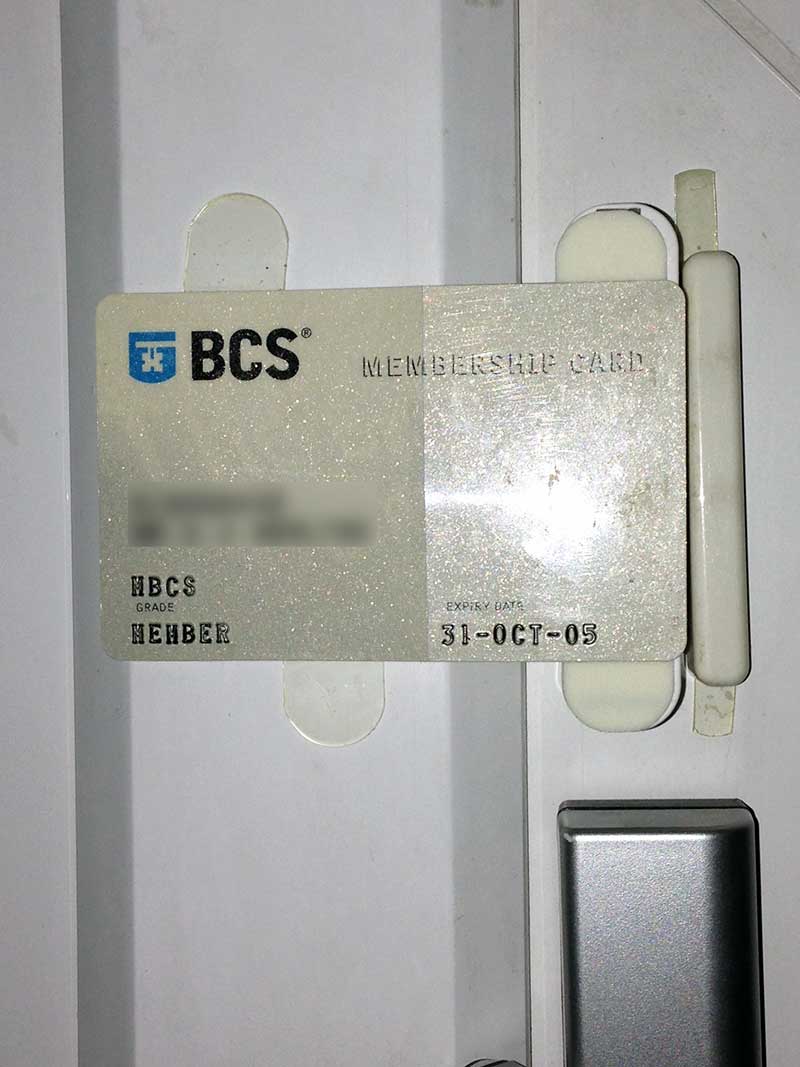 BCS®
MEMBERSHIP CARD
MBCS
GRADE
MEMBER
EXPIRY DATE
31-OCT-05